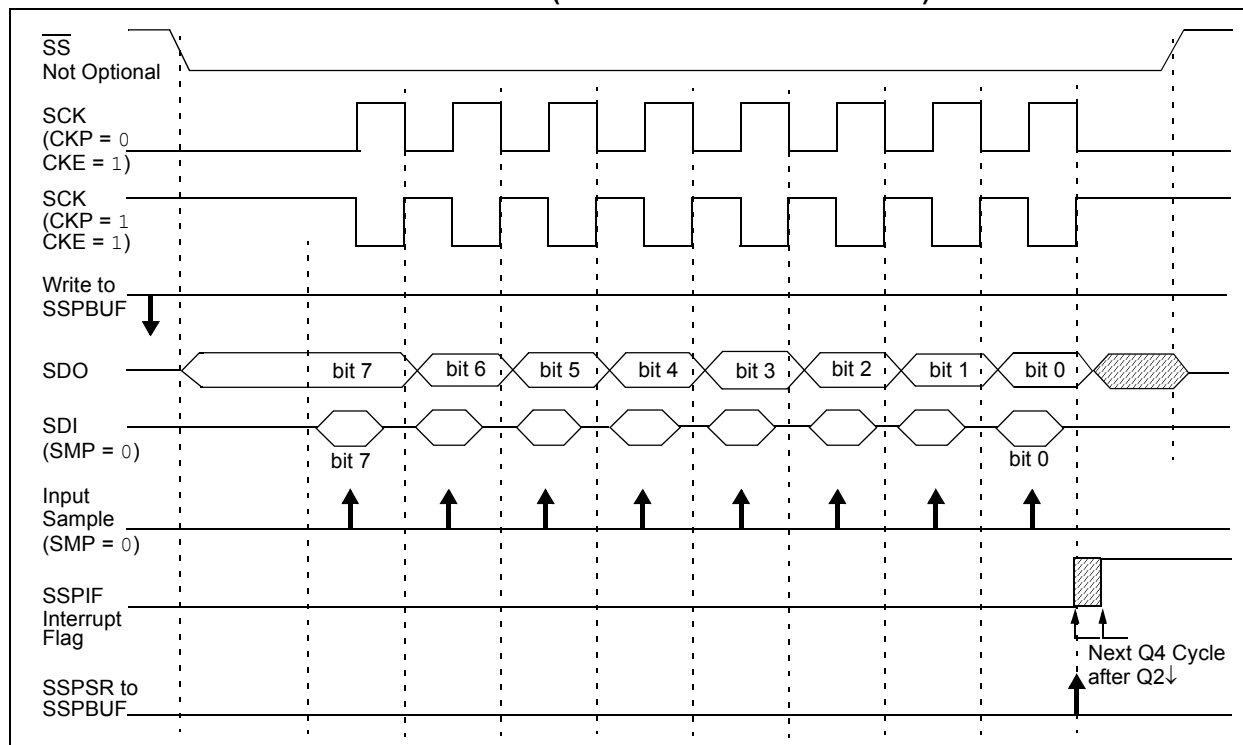 SS
Not Optional
SCK
(CKP = 0
CKE = 1)
SCK
(CKP = 1
CKE = 1)
Write to
SSPBUF
SDO
bit 7 bit 6 bit 5 bit 4 bit 3 bit 2 bit 1 bit 0
SDI
(SMP = 0)
bit 7 bit 0
Input
Sample
(SMP = 0)
SSPIF
Interrupt
Flag
Next Q4 Cycle
after Q2↓
SSPSR to
SSPBUF